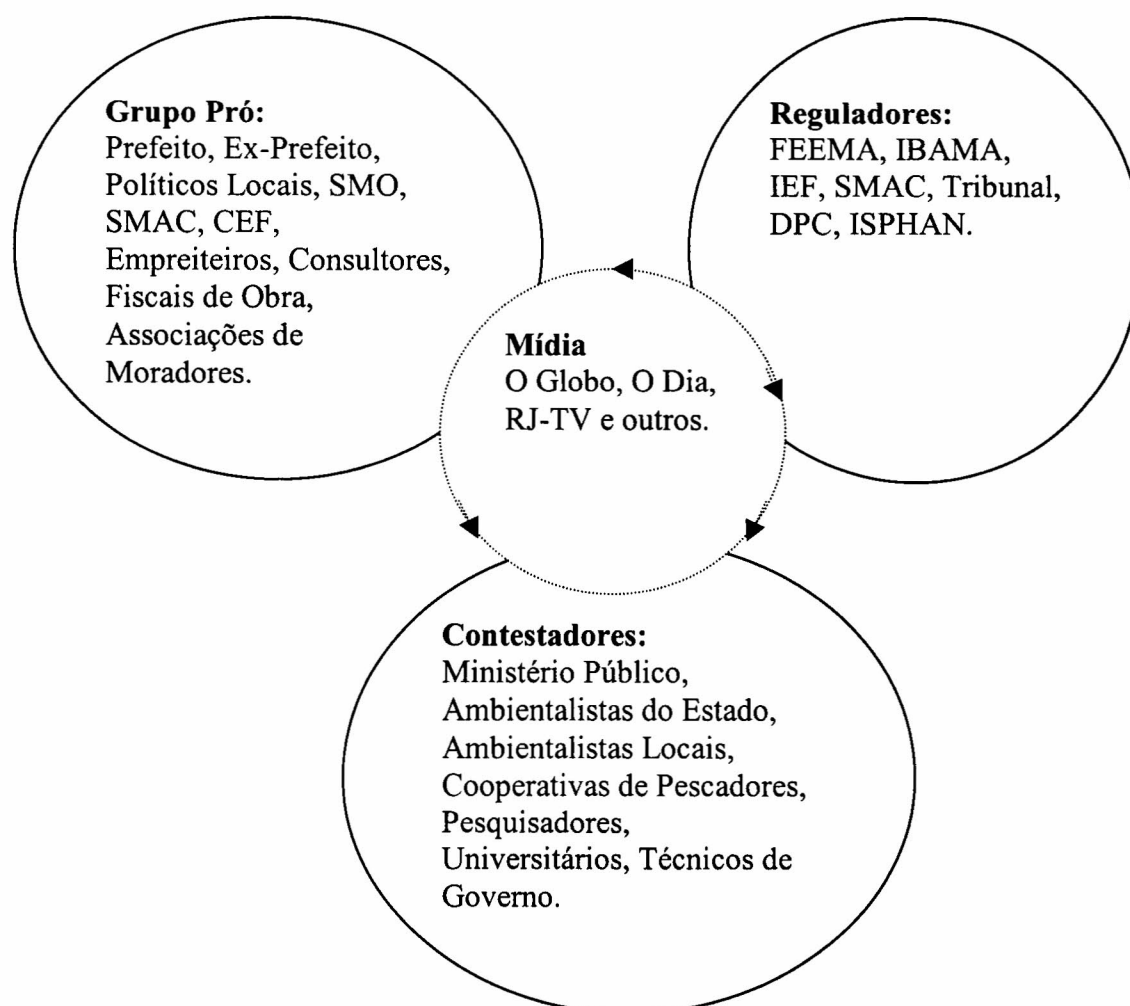 Grupo Pró:
Prefeito, Ex-Prefeito,
Políticos Locais, SMO,
SMAC, CEF,
Empreiteiros, Consultores,
Fiscais de Obra,
Associações de
Moradores.
Reguladores:
FEEMA, IBAMA,
IEF, SMAC, Tribunal,
DPC, ISPHAN.
Mídia
O Globo, O Dia,
RJ-TV e outros.
Contestadores:
Ministério Público,
Ambientalistas do Estado,
Ambientalistas Locais,
Cooperativas de Pescadores,
Pesquisadores,
Universitários, Técnicos de
Governo.